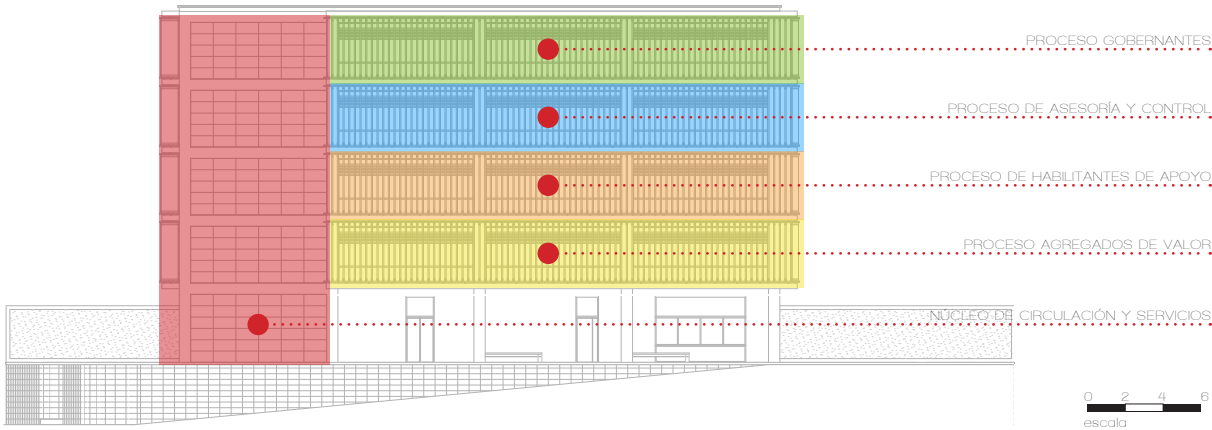 PROCESO GOBERNANTES
PROCESO DE ASESORÍA Y CONTROL
PROCESO DE HABILITANTES DE APOYO
PROCESO AGREGADOS DE VALOR
NÚCLEO DE CIRCULACIÓN Y SERVICIOS
0 2 4 6
escala